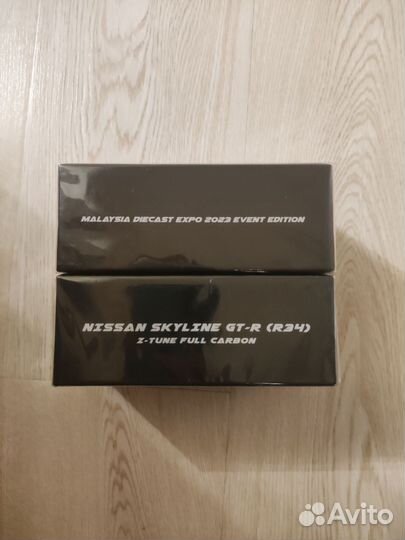 MALAYSIA DIECAST EXPO 2023 EVENT EDITION
NISSAN SKYLINE GT-R (R34)
Z-TUNE FULL CARBON
Avito